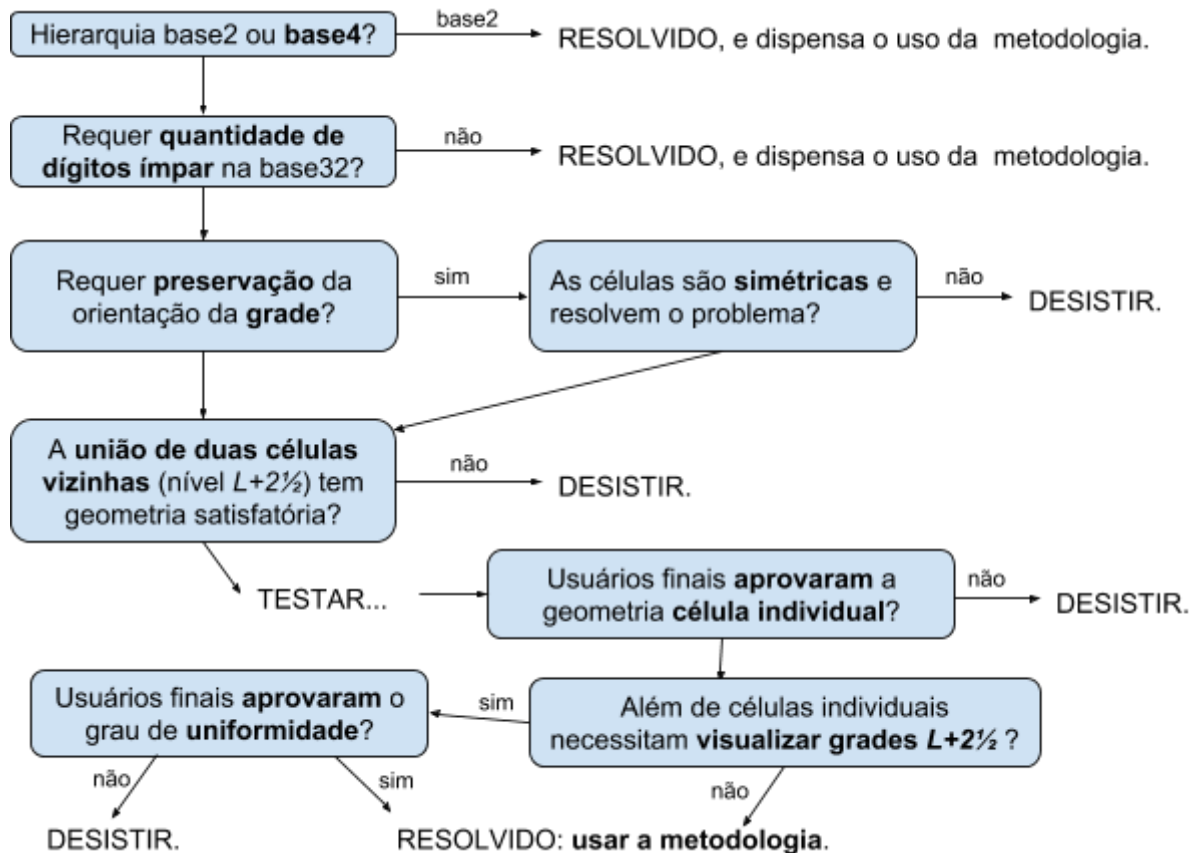 Hierarquia base2 ou base4?
base2
RESOLVIDO, e dispensa o uso da metodologia.
Requer quantidade de
dígitos ímpar na base32?
não
RESOLVIDO, e dispensa o uso da metodologia.
Requer preservação da
orientação da grade?
sim
As células são simétricas e
resolvem o problema?
não
DESISTIR.
A união de duas células
vizinhas (nível L+2½) tem
geometria satisfatória?
não
DESISTIR.
TESTAR...
Usuários finais aprovaram a
geometria célula individual?
não
DESISTIR.
Além de células individuais
necessitam visualizar grades L+2½ ?
sim
Usuários finais aprovaram o
grau de uniformidade?
não
sim
não
DESISTIR.
RESOLVIDO: usar a metodologia.